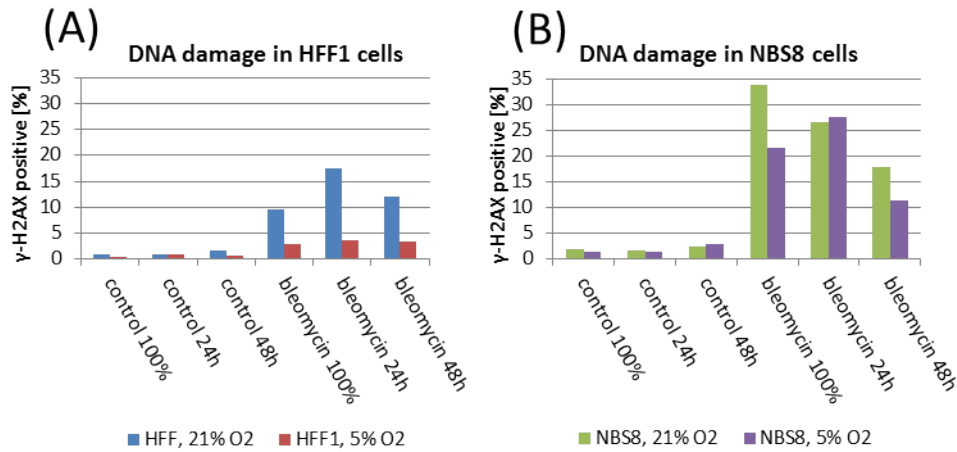 (A)
DNA damage in HFF1 cells
γ-H2AX positive [%]
35
30
25
20
15
10
5
0
control 100%
control 24h
control 48h
bleomycin 100%
bleomycin 24h
bleomycin 48h
HFF, 21% O2 HFF1, 5% O2
(B)
DNA damage in NBS8 cells
γ-H2AX positive [%]
35
30
25
20
15
10
5
0
control 100%
control 24h
control 48h
bleomycin 100%
bleomycin 24h
bleomycin 48h
NBS8, 21% O2 NBS8, 5% O2